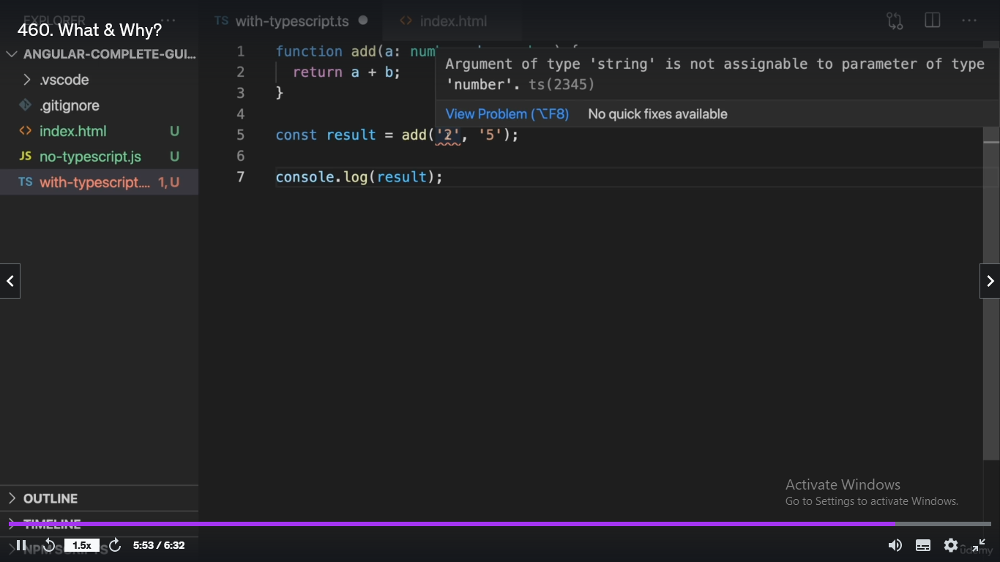 EXPLORER
460. What & Why?
ANGULAR-COMPLETE-GUI...
.vscode
.gitignore
index.html U
no-typescript.js U
TS with-typescript.... 1, U
OUTLINE
TIMELINE
NPM SCRIPTS
TS with-typescript.ts
index.html
1 function add(a: num
2 return a + b;
3 }
4
5 const result = add('2', '5');
6
7 console.log(result);
Argument of type 'string' is not assignable to parameter of type
'number'. ts(2345)
View Problem (⌥F8) No quick fixes available
Activate Windows
Go to Settings to activate Windows.
1.5x 5:53 / 6:32
ûdemy